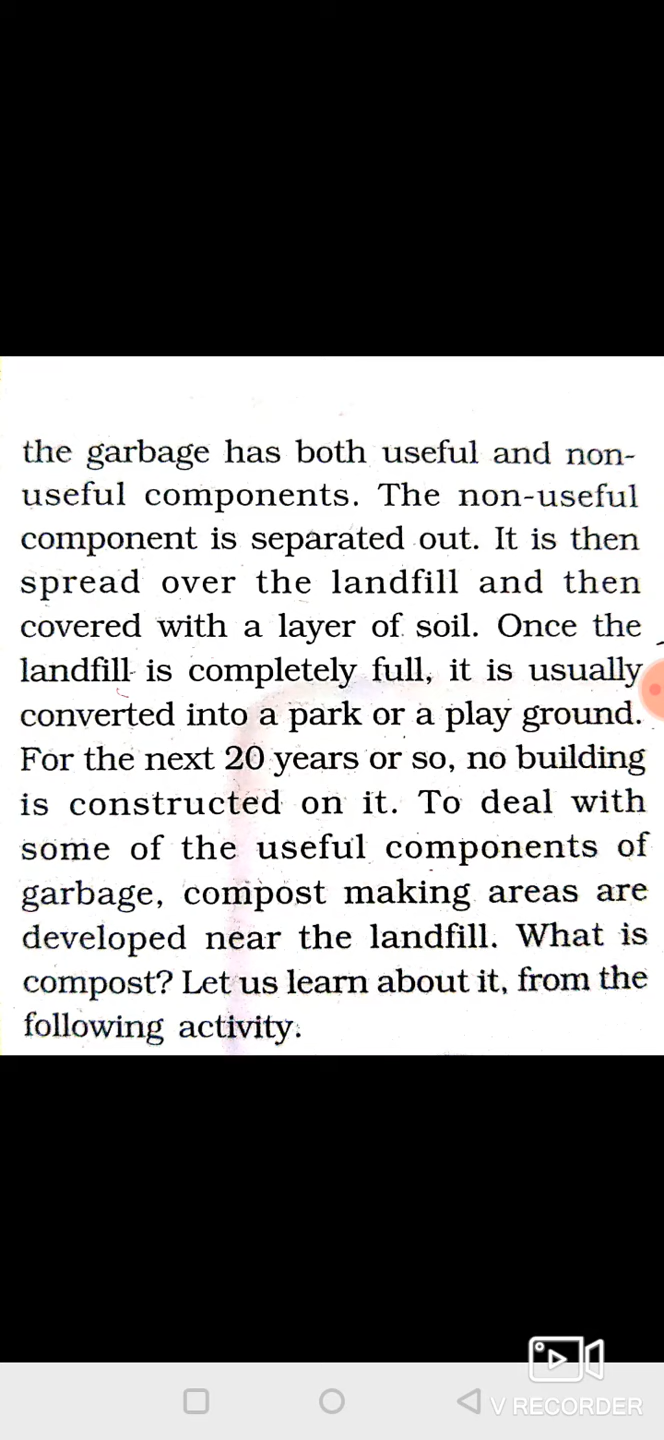 the garbage has both useful and non-
useful components. The non-useful
component is separated out. It is then
spread over the landfill and then
covered with a layer of soil. Once the
landfill is completely full, it is usually
converted into a park or a play ground.
For the next 20 years or so, no building
is constructed on it. To deal with
some of the useful components of
garbage, compost making areas are
developed near the landfill. What is
compost? Let us learn about it, from the
following activity.
V RECORDER